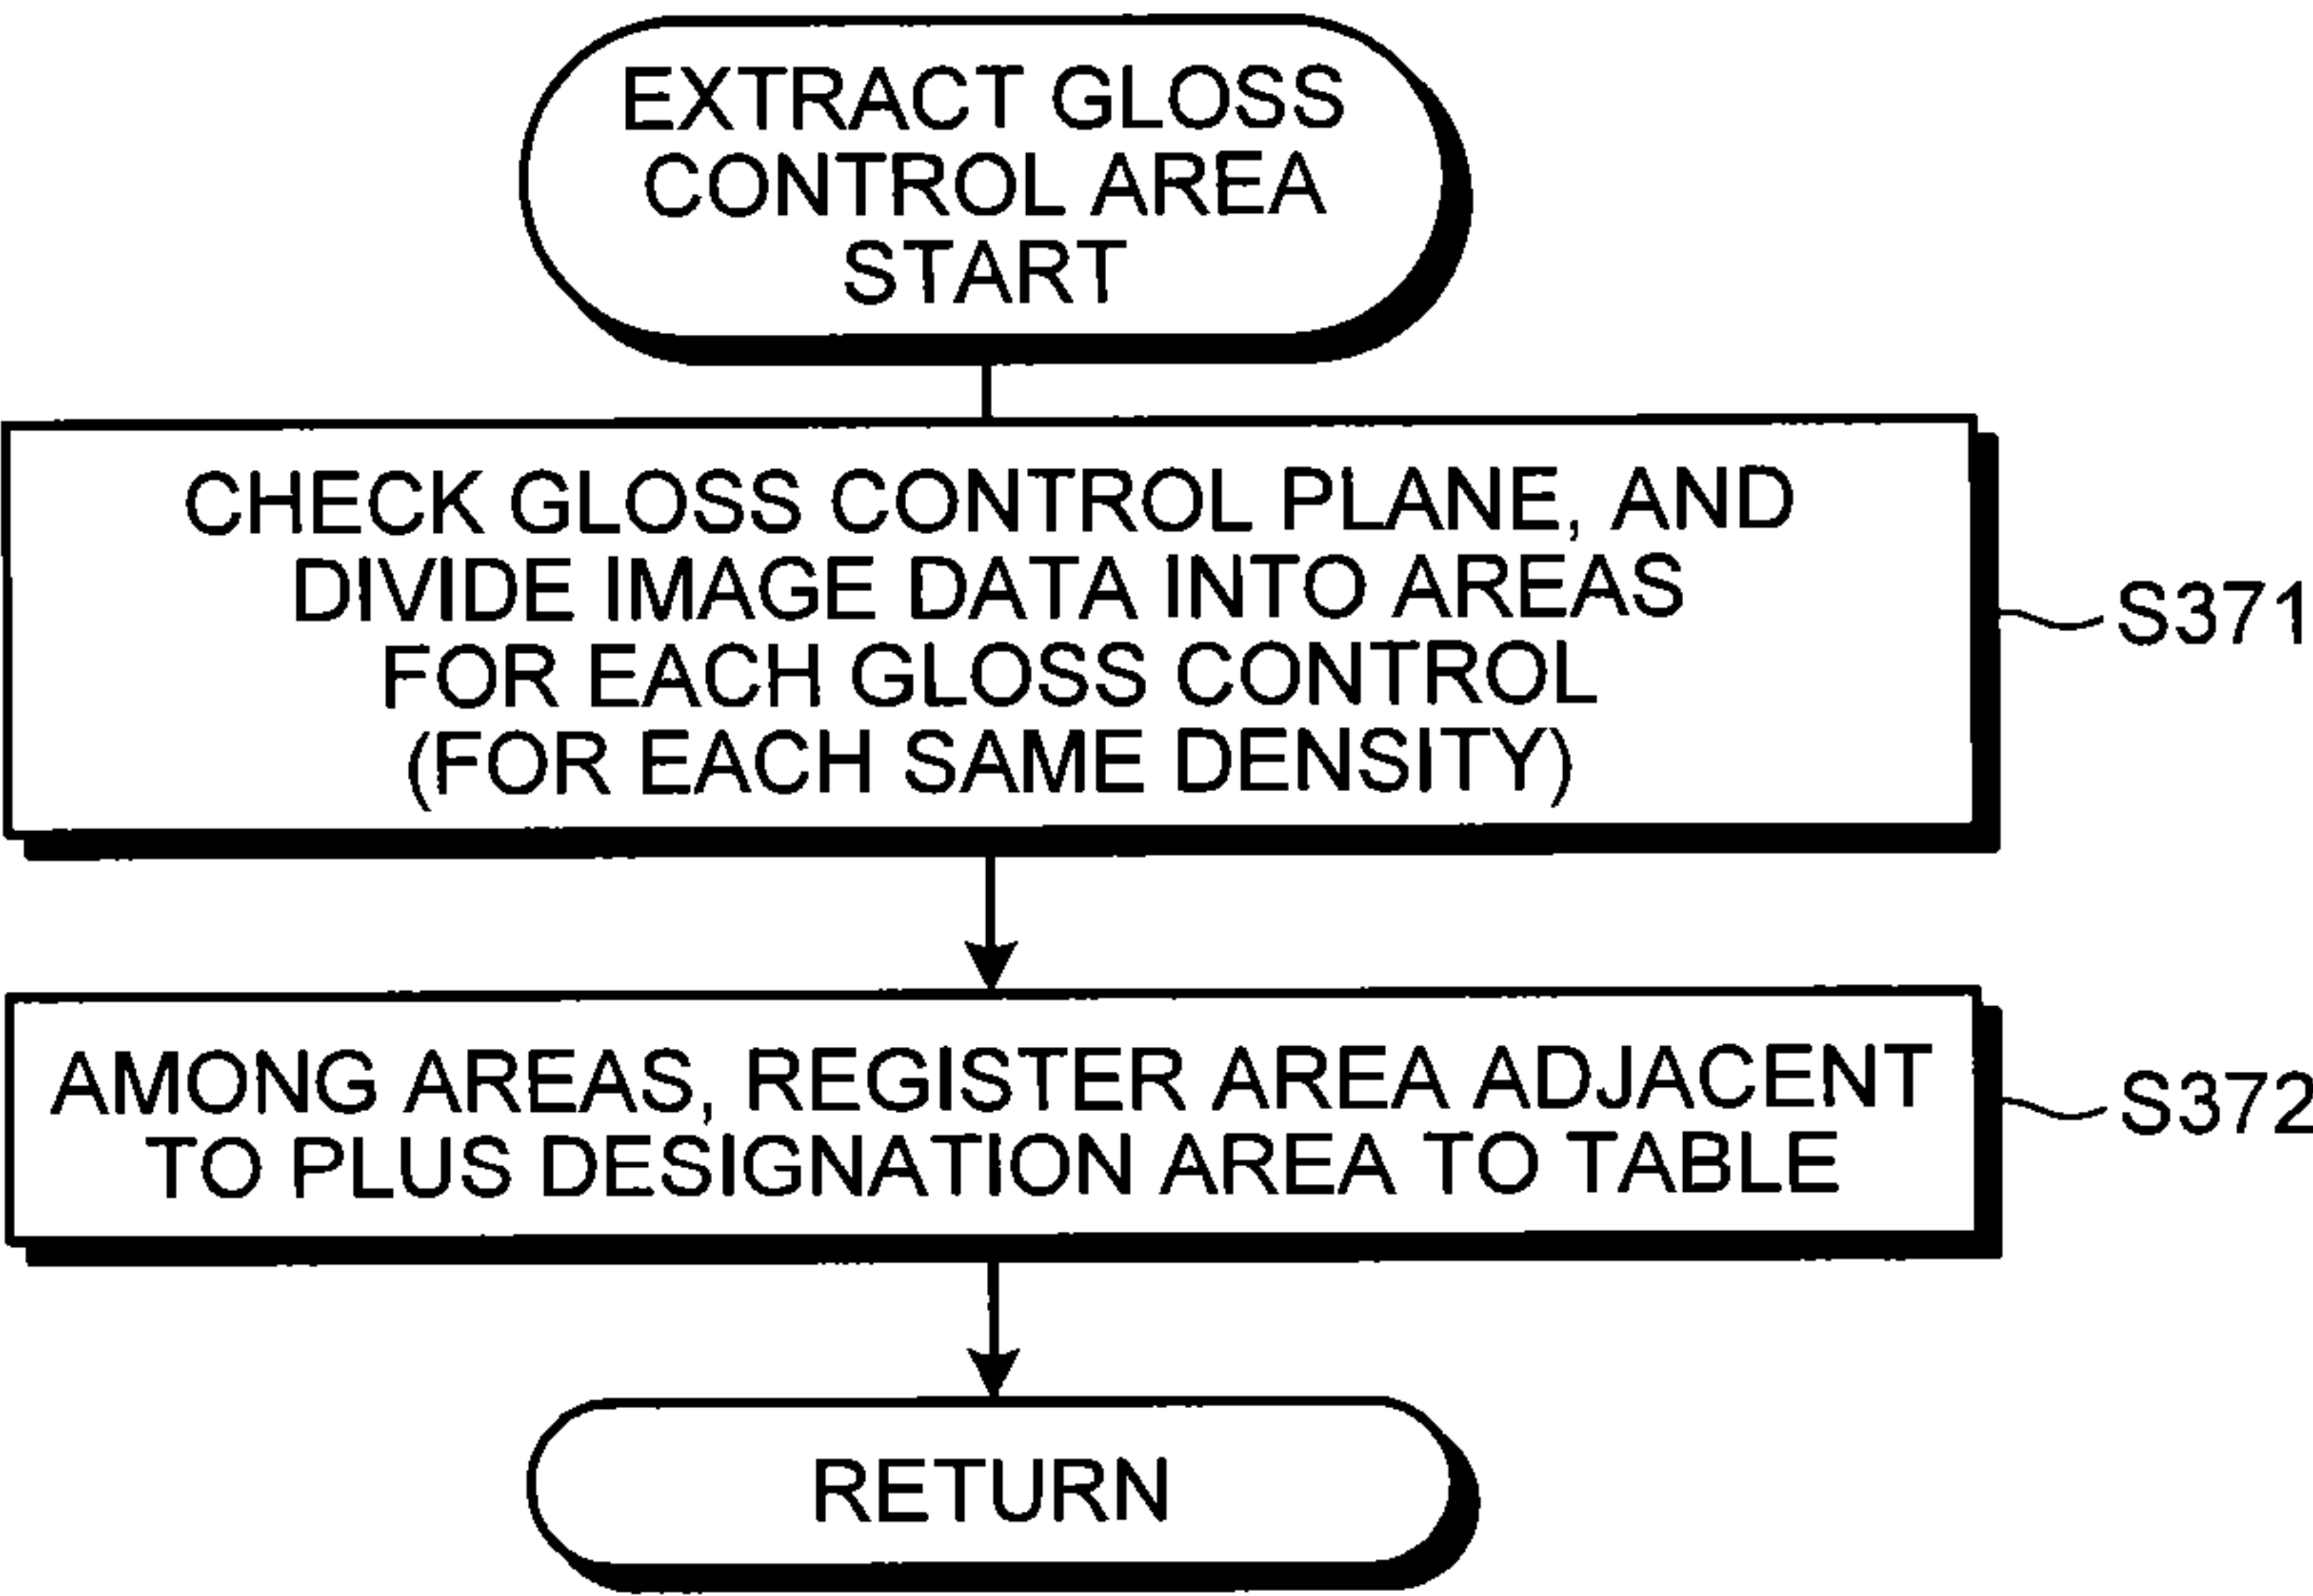 EXTRACT GLOSS
CONTROL AREA
START
CHECK GLOSS CONTROL PLANE, AND
DIVIDE IMAGE DATA INTO AREAS
FOR EACH GLOSS CONTROL
(FOR EACH SAME DENSITY)
S371
AMONG AREAS, REGISTER AREA ADJACENT
TO PLUS DESIGNATION AREA TO TABLE
S372
RETURN